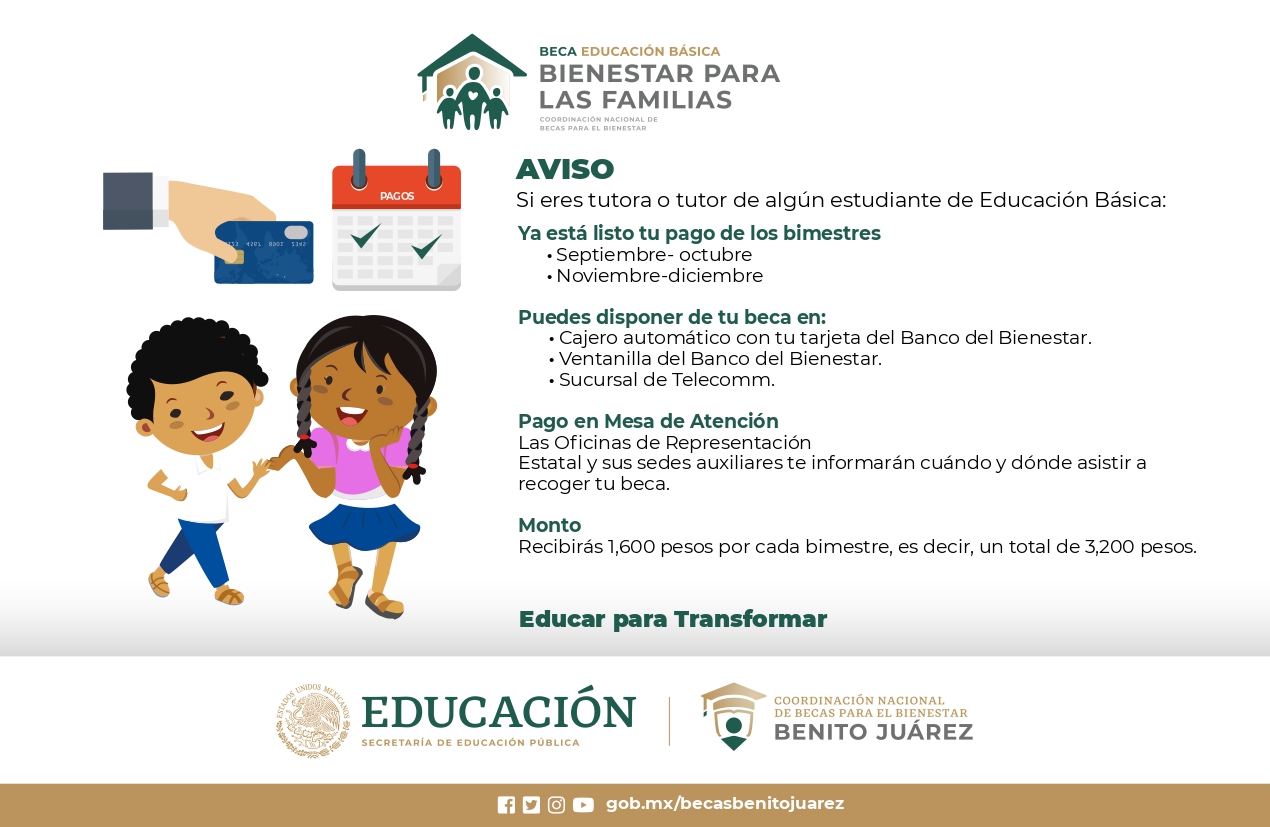 BECA EDUCACIÓN BÁSICA
BIENESTAR PARA
LAS FAMILIAS
COORDINACIÓN NACIONAL DE
BECAS PARA EL BIENESTAR
PAGOS
AVISO
Si eres tutora o tutor de algún estudiante de Educación Básica:
Ya está listo tu pago de los bimestres
• Septiembre- octubre
• Noviembre-diciembre
Puedes disponer de tu beca en:
• Cajero automático con tu tarjeta del Banco del Bienestar.
• Ventanilla del Banco del Bienestar.
• Sucursal de Telecomm.
Pago en Mesa de Atención
Las Oficinas de Representación
Estatal y sus sedes auxiliares te informarán cuándo y dónde asistir a
recoger tu beca.
Monto
Recibirás 1,600 pesos por cada bimestre, es decir, un total de 3,200 pesos.
Educar para Transformar
ESTADOS UNIDOS MEXICANOS
EDUCACIÓN
SECRETARÍA DE EDUCACIÓN PÚBLICA
COORDINACIÓN NACIONAL
DE BECAS PARA EL BIENESTAR
BENITO JUÁREZ
gob.mx/becasbenitojuarez